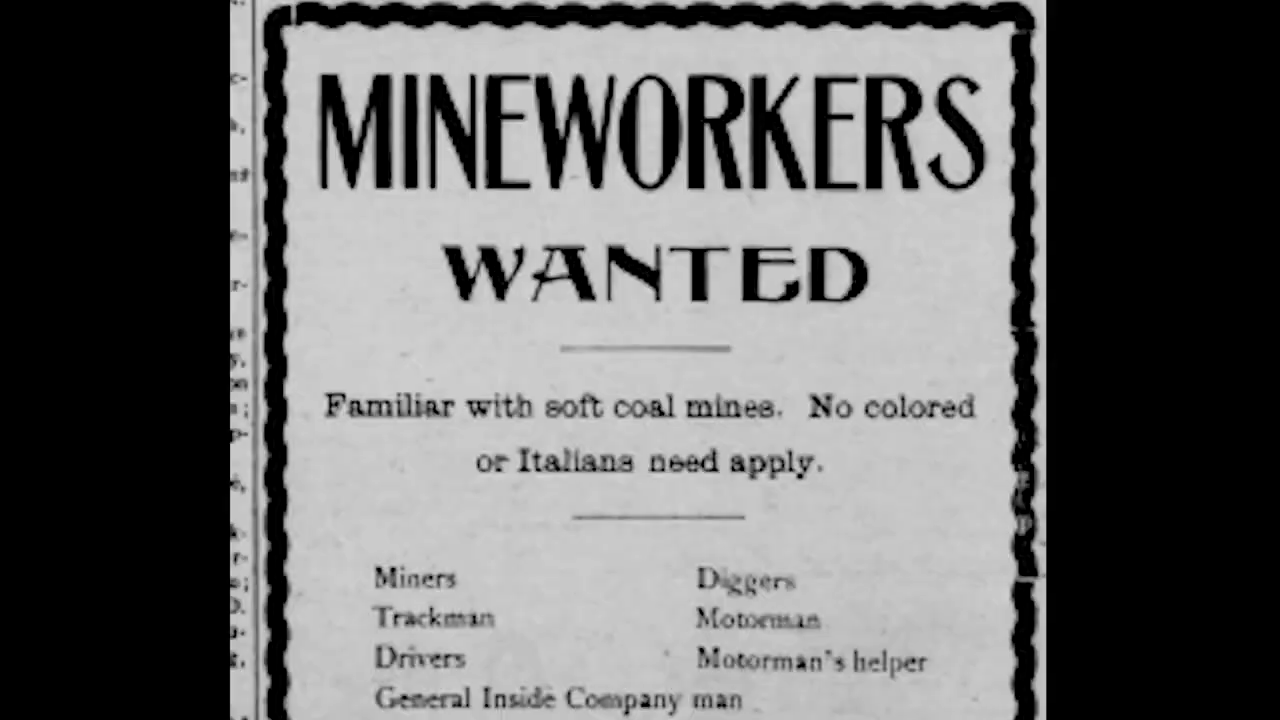 MINEWORKERS
WANTED
Familiar with soft coal mines. No colored
or Italians need apply.
Miners Diggers
Trackman Motorman
Drivers Motorman's helper
General Inside Company man